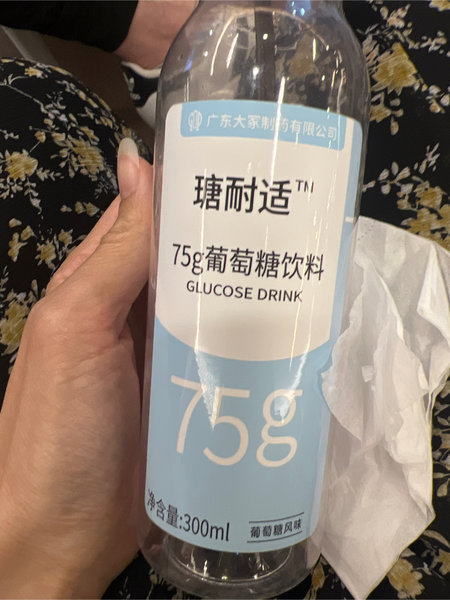 广东大冢制药有限公司
瑭耐适™
75g葡萄糖饮料
GLUCOSE DRINK
75g
净含量:300ml
葡萄糖风味